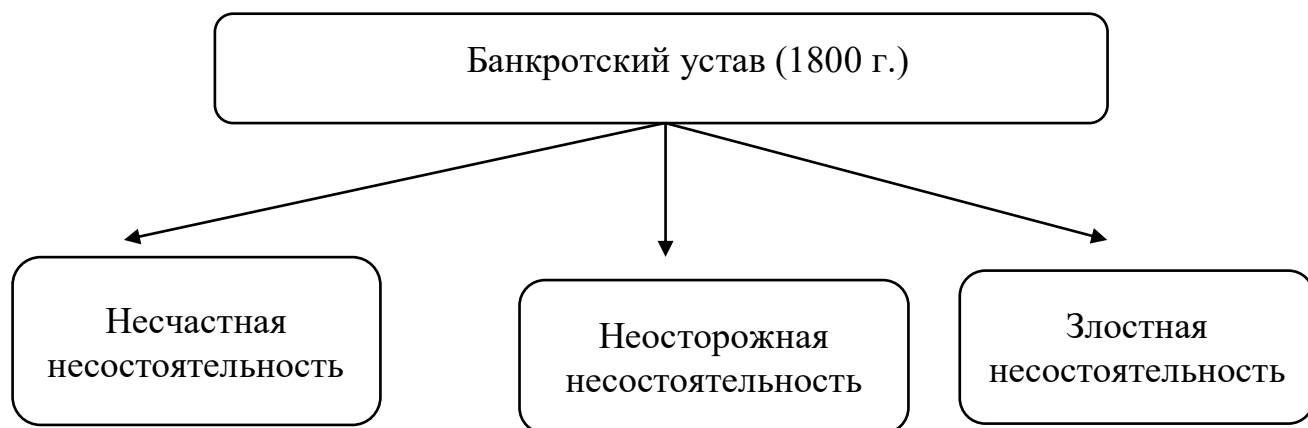 Банкротский устав (1800 г.)
Несчастная
несостоятельность
Неосторожная
несостоятельность
Злостная
несостоятельность